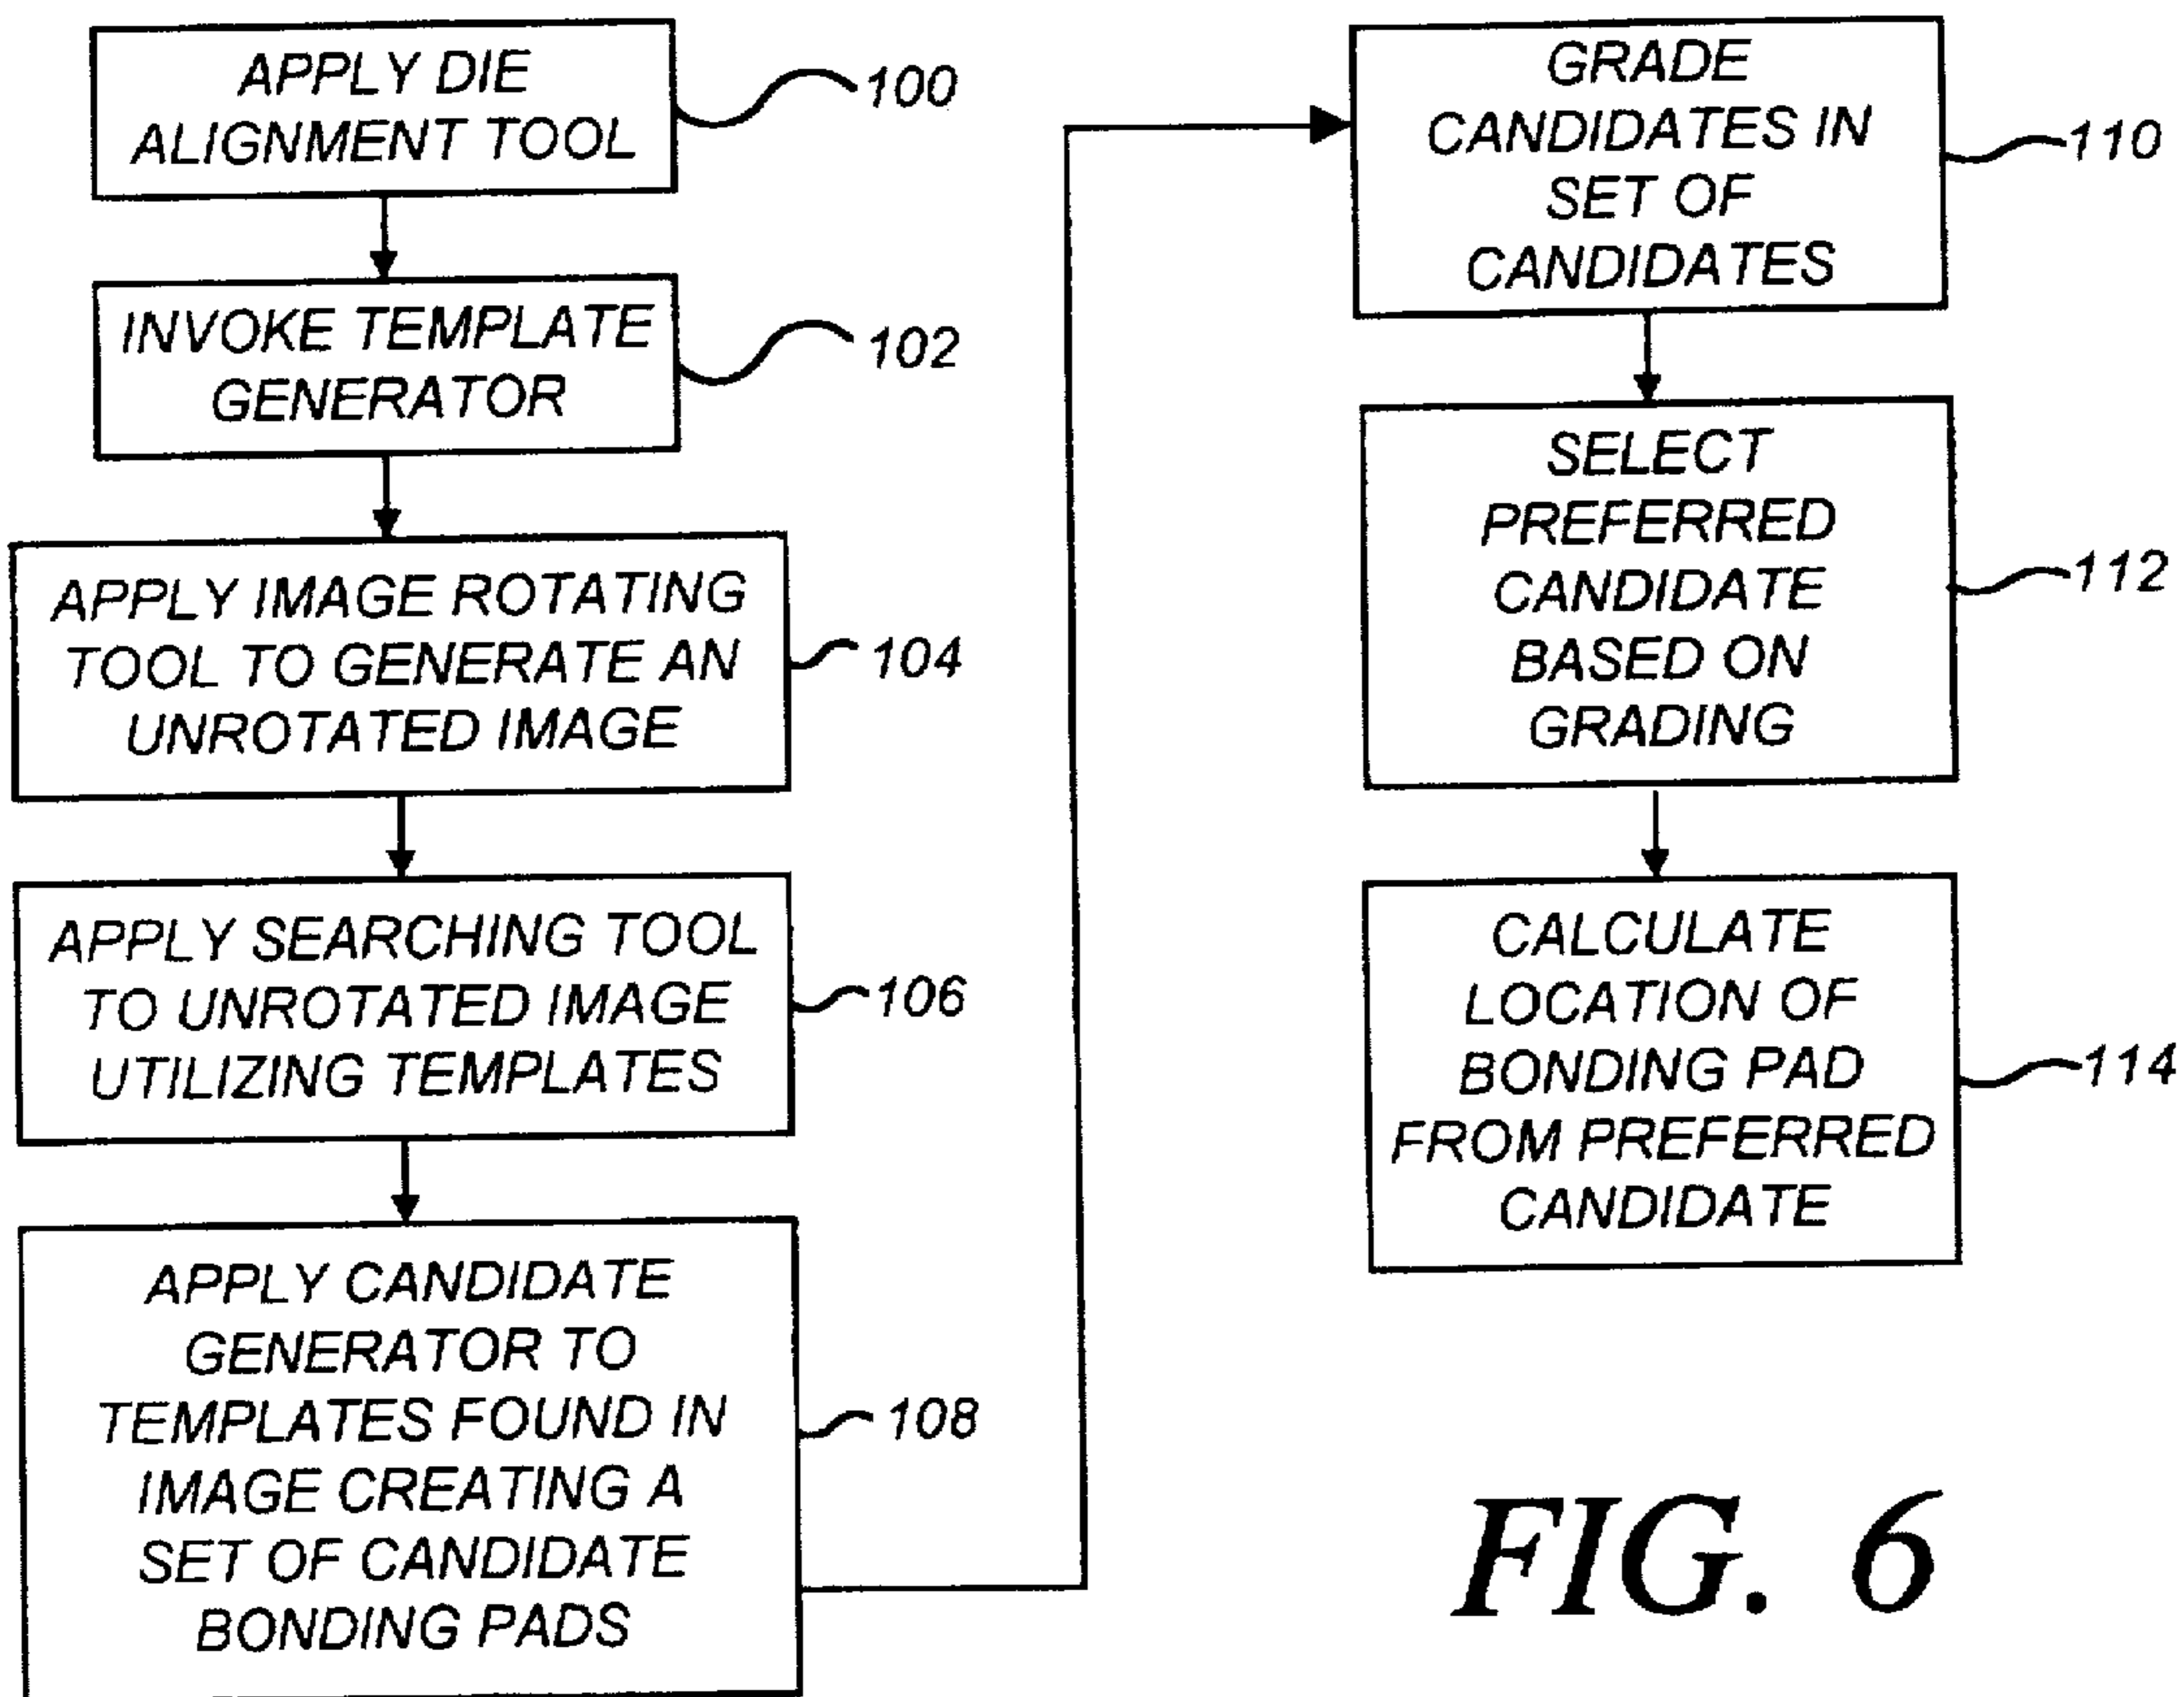 APPLY DIE
ALIGNMENT TOOL
100
INVOKE TEMPLATE
GENERATOR
102
APPLY IMAGE ROTATING
TOOL TO GENERATE AN
UNROTATED IMAGE
104
APPLY SEARCHING TOOL
TO UNROTATED IMAGE
UTILIZING TEMPLATES
106
APPLY CANDIDATE
GENERATOR TO
TEMPLATES FOUND IN
IMAGE CREATING A
SET OF CANDIDATE
BONDING PADS
108
GRADE
CANDIDATES IN
SET OF
CANDIDATES
110
SELECT
PREFERRED
CANDIDATE
BASED ON
GRADING
112
CALCULATE
LOCATION OF
BONDING PAD
FROM PREFERRED
CANDIDATE
114
FIG. 6